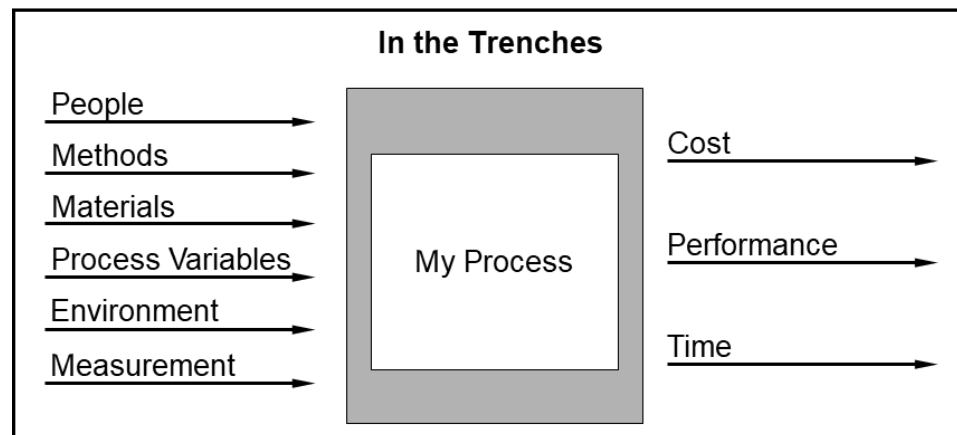 In the Trenches
People
Methods
Materials
Process Variables
Environment
Measurement
My Process
Cost
Performance
Time